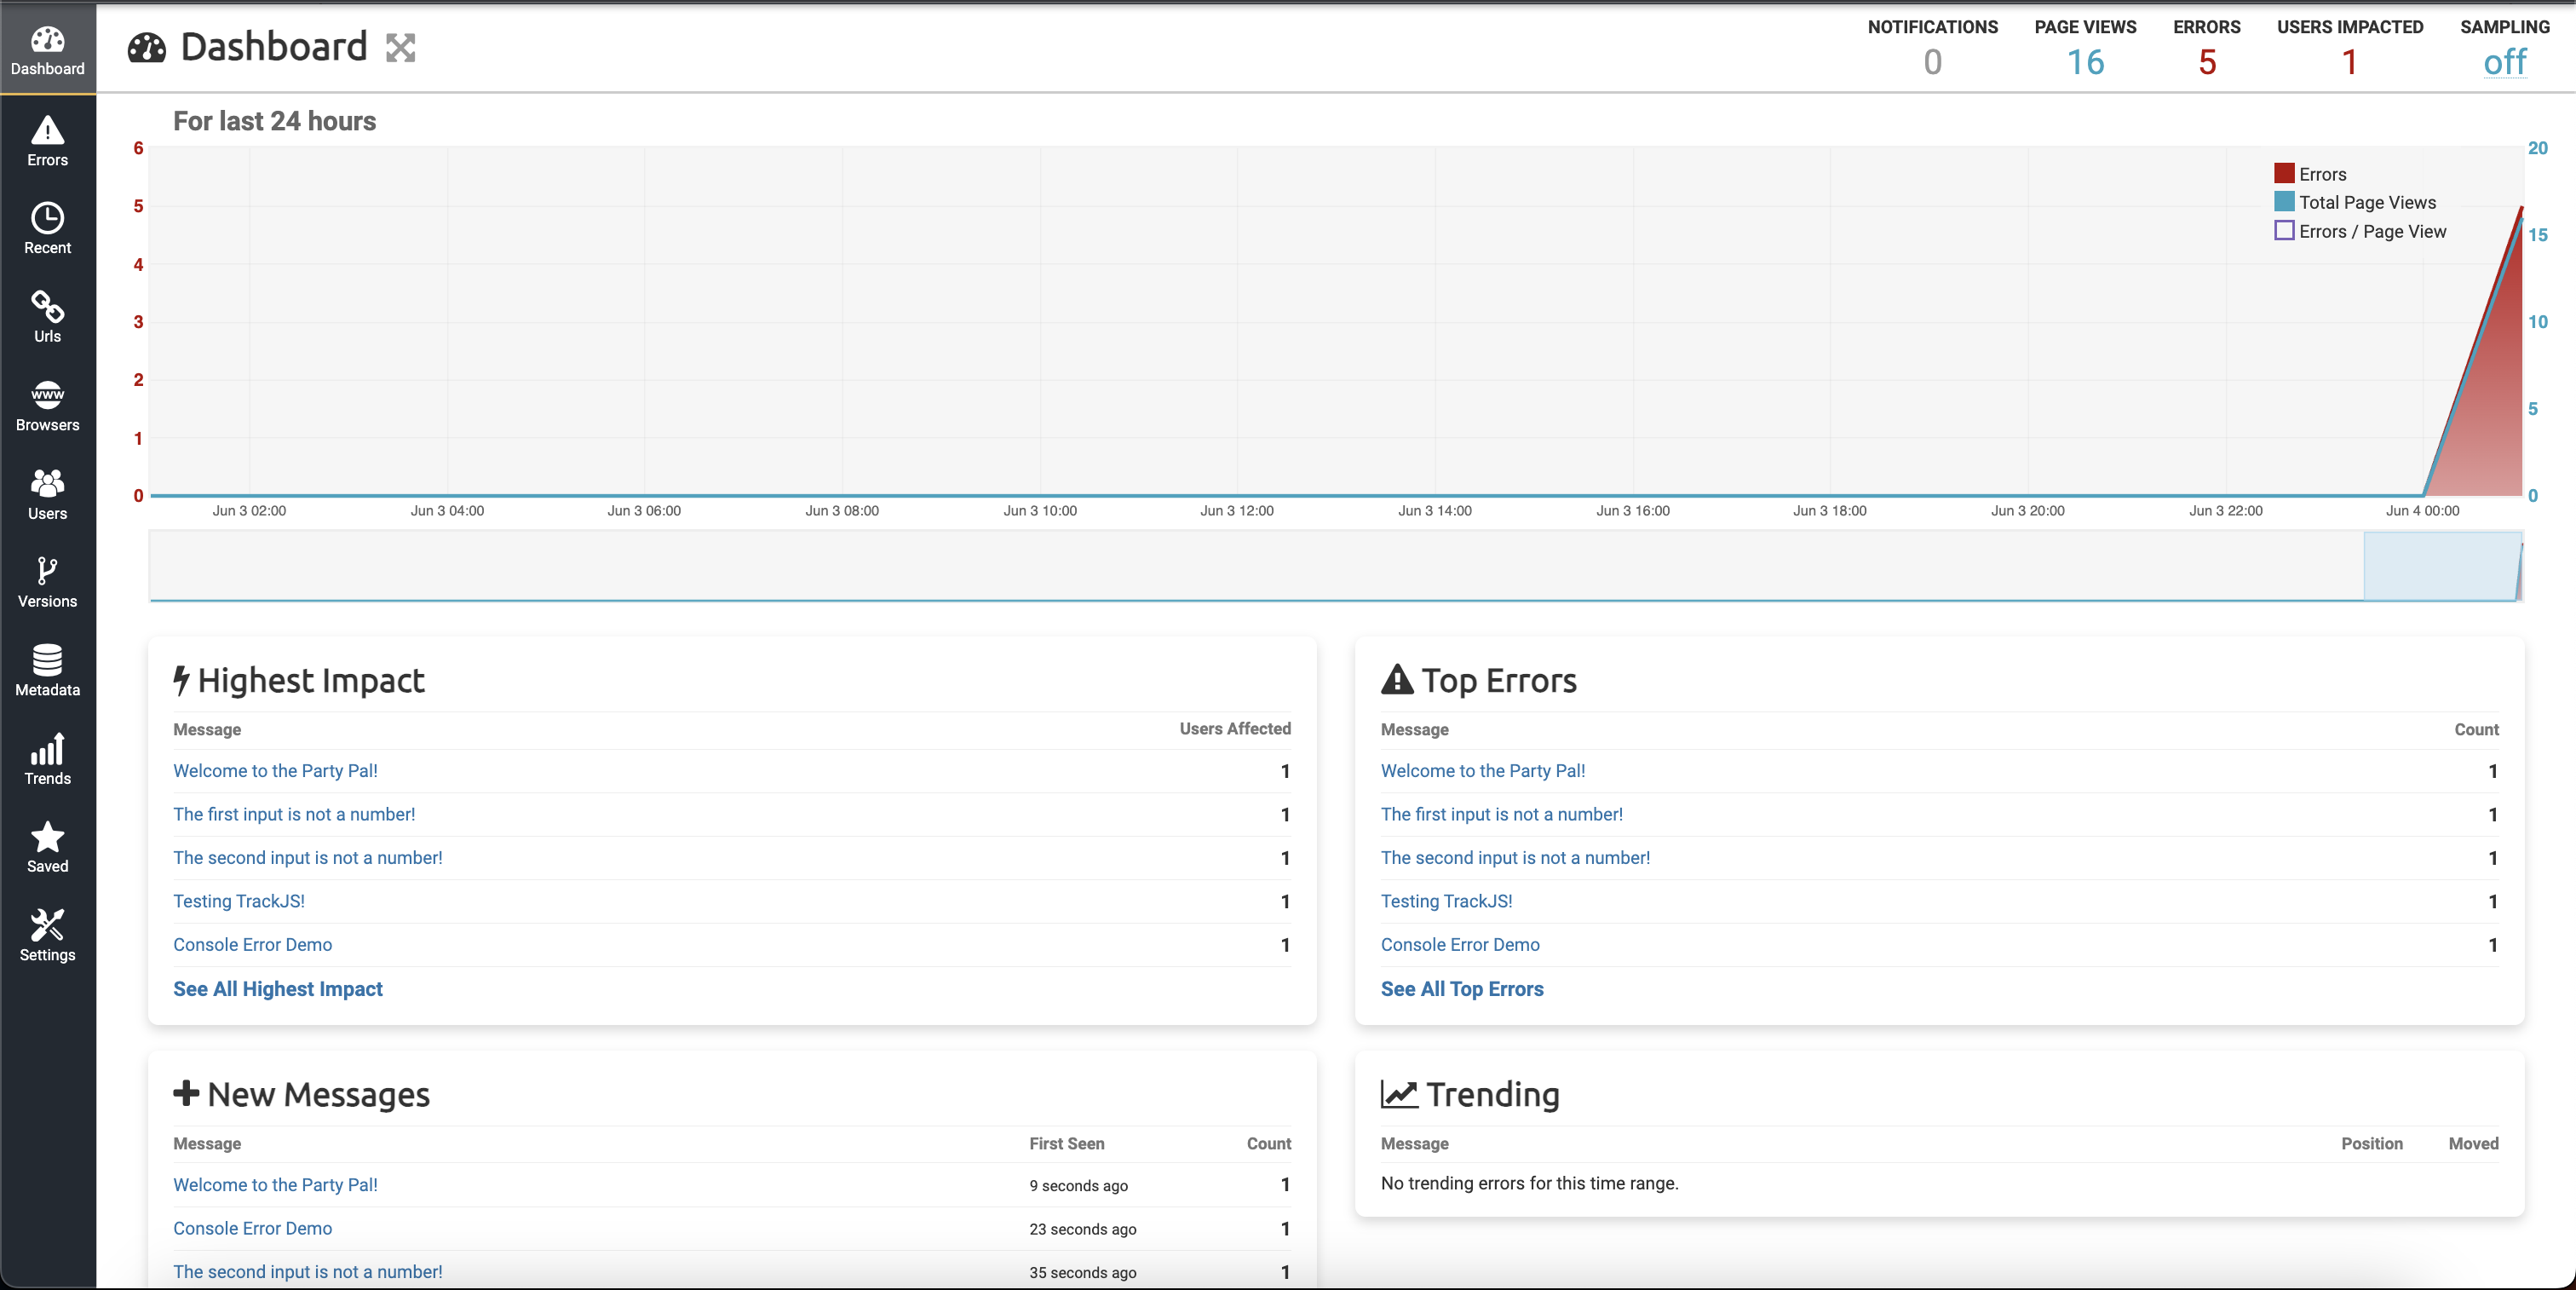 Dashboard
Errors
Recent
Urls
www
Browsers
Users
Versions
Metadata
Trends
Saved
Settings
Dashboard
NOTIFICATIONS PAGE VIEWS ERRORS USERS IMPACTED SAMPLING
0 16 5 1 off
For last 24 hours
6
5
4
3
2
1
0
Errors
Total Page Views
Errors / Page View
20
15
10
5
0
Jun 3 02:00 Jun 3 04:00 Jun 3 06:00 Jun 3 08:00 Jun 3 10:00 Jun 3 12:00 Jun 3 14:00 Jun 3 16:00 Jun 3 18:00 Jun 3 20:00 Jun 3 22:00 Jun 4 00:00
Highest Impact
Message Users Affected
Welcome to the Party Pal! 1
The first input is not a number! 1
The second input is not a number! 1
Testing TrackJS! 1
Console Error Demo 1
See All Highest Impact
Top Errors
Message Count
Welcome to the Party Pal! 1
The first input is not a number! 1
The second input is not a number! 1
Testing TrackJS! 1
Console Error Demo 1
See All Top Errors
New Messages
Message First Seen Count
Welcome to the Party Pal! 9 seconds ago 1
Console Error Demo 23 seconds ago 1
The second input is not a number! 35 seconds ago 1
Trending
Message Position Moved
No trending errors for this time range.